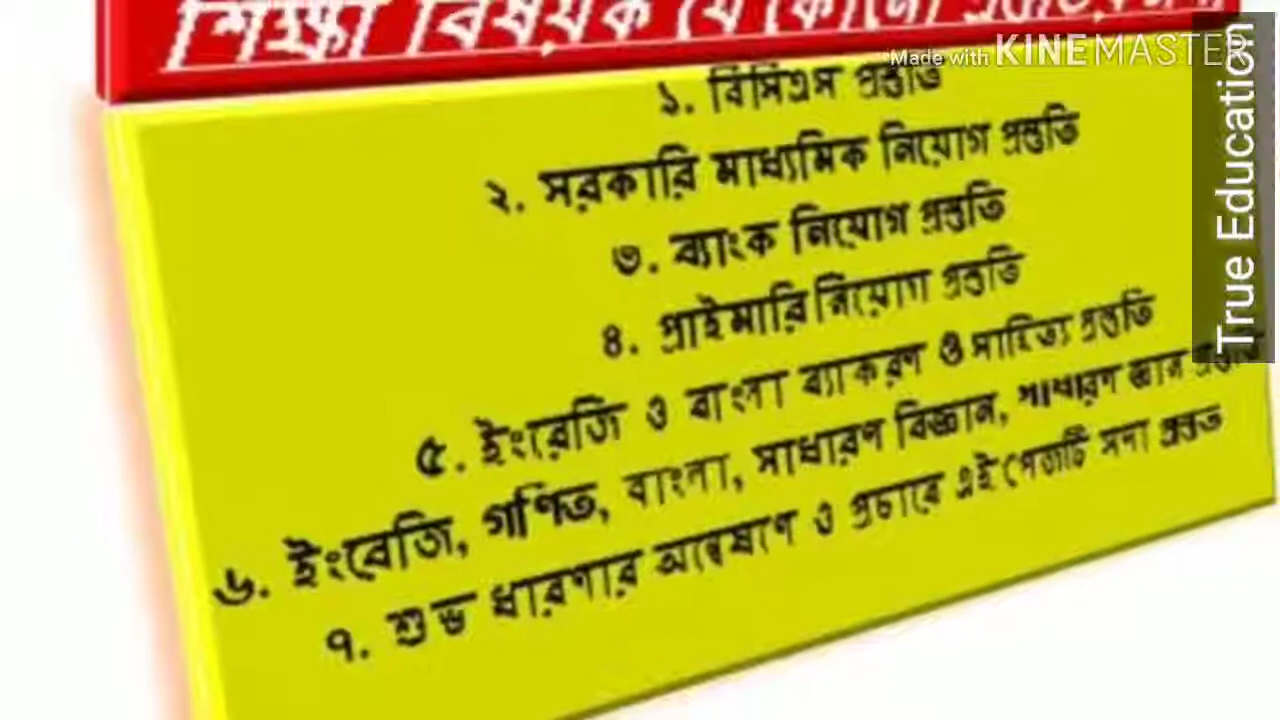 শিক্ষা বিষয়ক যে কোনো
Made with KINEMASTER
True Education
১. বিসিএস প্রস্তুতি
২. সরকারি মাধ্যমিক নিয়োগ প্রস্তুতি
৩. ব্যাংক নিয়োগ প্রস্তুতি
৪. প্রাইমারি নিয়োগ প্রস্তুতি
৫. ইংরেজি ও বাংলা ব্যাকরণ ও সাহিত্য প্রস্তুতি
৬. ইংরেজি, গণিত, বাংলা, সাধারণ বিজ্ঞান, সাধারণ জ্ঞান প্রস্তুতি
৭. শুভ ধারণার অন্বেষণে ও প্রচারে এই পেজটি সদা প্রস্তুত